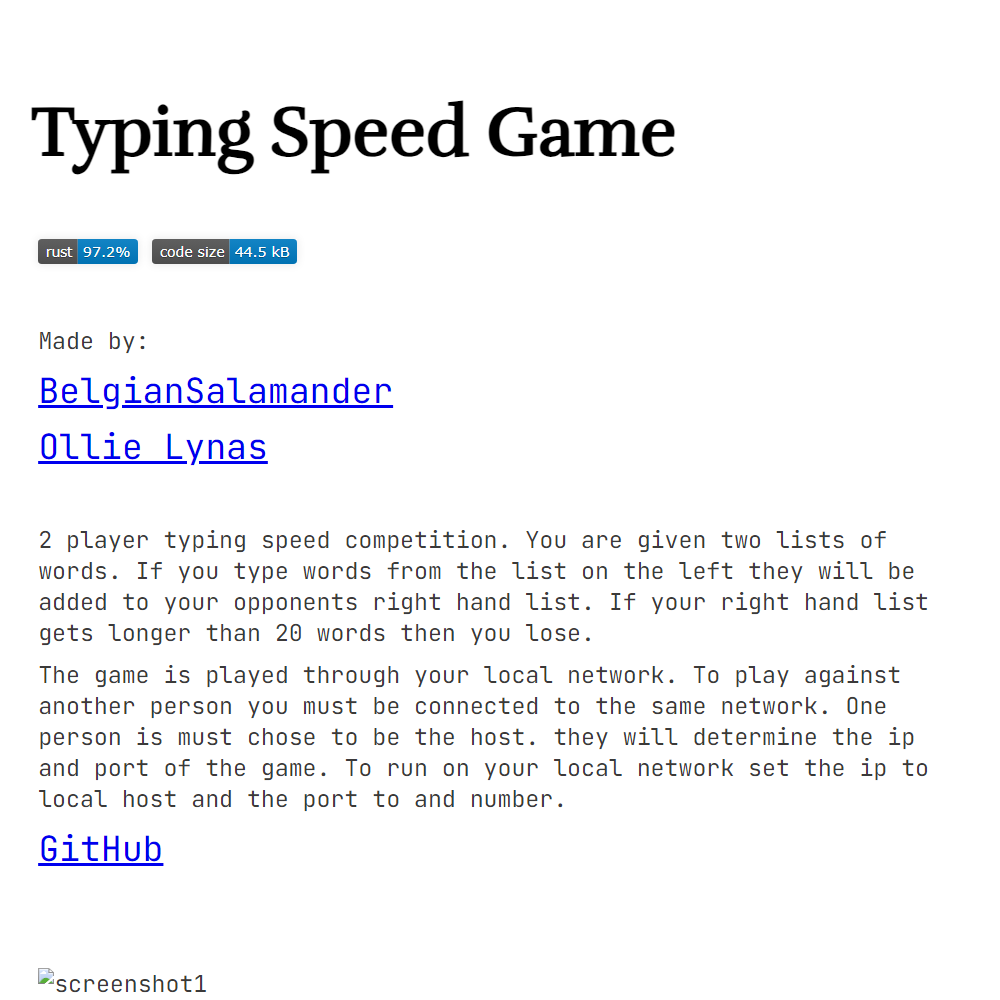 Typing Speed Game
rust 97.2% code size 44.5 kB
Made by:
BelgianSalamander
Ollie Lynas
2 player typing speed competition. You are given two lists of
words. If you type words from the list on the left they will be
added to your opponents right hand list. If your right hand list
gets longer than 20 words then you lose.
The game is played through your local network. To play against
another person you must be connected to the same network. One
person is must chose to be the host. they will determine the ip
and port of the game. To run on your local network set the ip to
local host and the port to and number.
GitHub
screenshot1